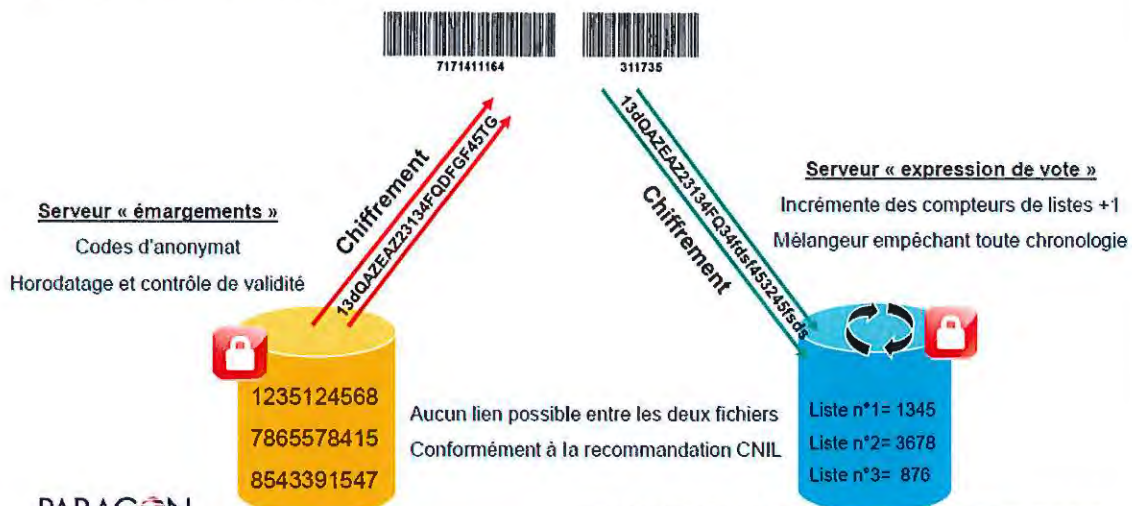 7171411164
311735
Chiffrement
13dQAZEAZ23134FQDFGF45TG
13dQAZEAZ23134FQ34fdsf453245fsds
Chiffrement
Serveur « émargements »
Codes d'anonymat
Horodatage et contrôle de validité
Serveur « expression de vote »
Incrémente des compteurs de listes +1
Mélangeur empêchant toute chronologie
1235124568
7865578415
8543391547
Aucun lien possible entre les deux fichiers
Conformément à la recommandation CNIL
Liste n°1= 1345
Liste n°2= 3678
Liste n°3= 876
PARAGON